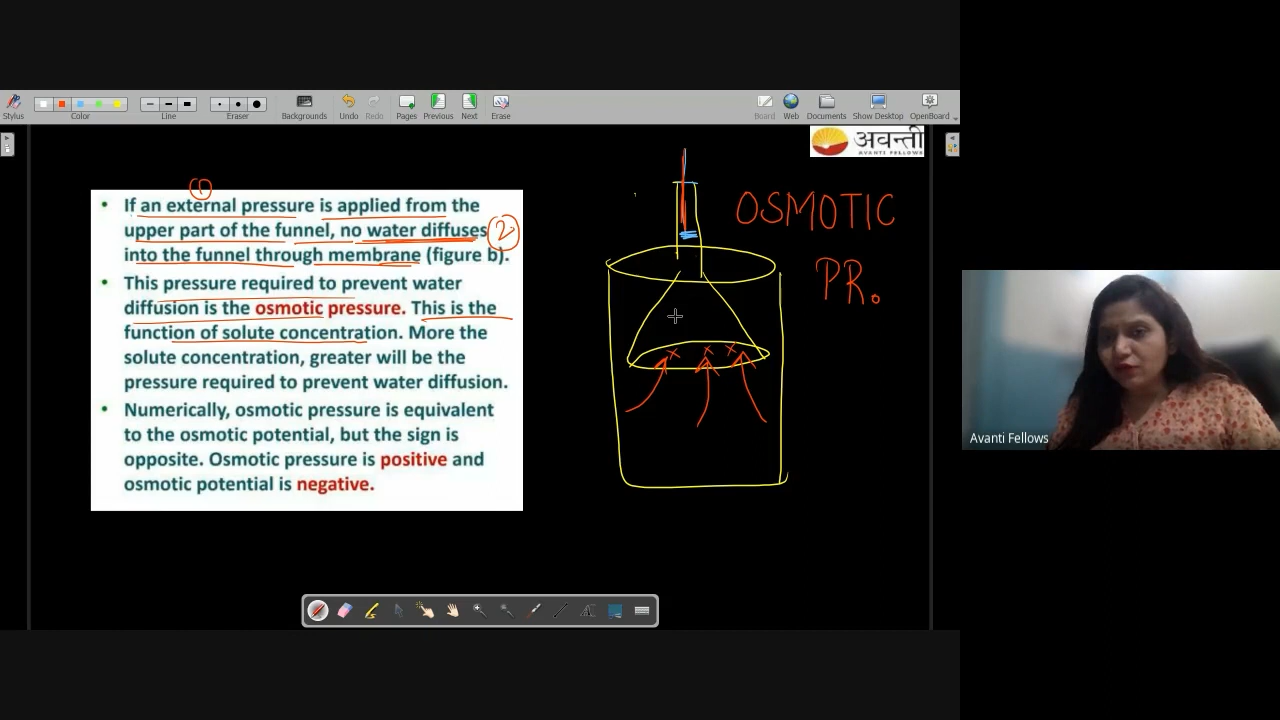 Stylus
Color
Line
Eraser
Backgrounds
Undo
Redo
Pages
Previous
Next
Erase
Board
Web
Documents
Show Desktop
OpenBoard
अवन्ती
AVANTI FELLOWS
①
• If an external pressure is applied from the
upper part of the funnel, no water diffuses
②
into the funnel through membrane (figure b).
• This pressure required to prevent water
diffusion is the osmotic pressure. This is the
function of solute concentration. More the
solute concentration, greater will be the
pressure required to prevent water diffusion.
• Numerically, osmotic pressure is equivalent
to the osmotic potential, but the sign is
opposite. Osmotic pressure is positive and
osmotic potential is negative.
OSMOTIC
PR.
Avanti Fellows